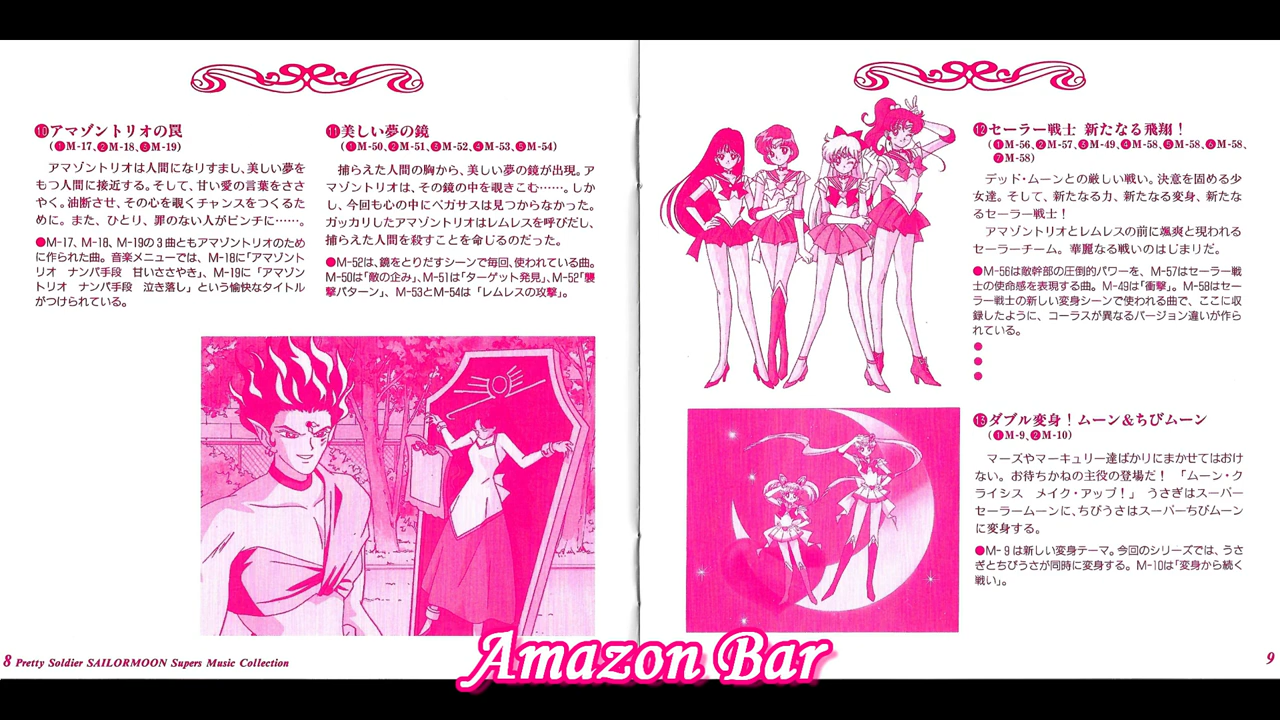 ⑩アマゾントリオの罠
(❶M-17、❷M-18、❸M-19)
アマゾントリオは人間になりすまし、美しい夢を
もつ人間に接近する。そして、甘い愛の言葉をささ
やく。油断させ、その心を覗くチャンスをつくるた
めに。また、ひとり、罪のない人がピンチに……。
●M-17、M-18、M-19の3曲ともアマゾントリオのため
に作られた曲。音楽メニューでは、M-18に「アマゾント
リオ ナンパ手段 甘いささやき」、M-19に「アマゾン
トリオ ナンパ手段 泣き落し」という愉快なタイトル
がつけられている。
⑪美しい夢の鏡
(❶M-50、❷M-51、❸M-52、❹M-53、❺M-54)
捕らえた人間の胸から、美しい夢の鏡が出現。ア
マゾントリオは、その鏡の中を覗きこむ……。しか
し、今回も心の中にペガサスは見つからなかった。
ガッカリしたアマゾントリオはレムレスを呼びだし、
捕らえた人間を殺すことを命じるのだった。
●M-52は、鏡をとりだすシーンで毎回、使われている曲。
M-50は「敵の企み」、M-51は「ターゲット発見」、M-52「襲
撃パターン」、M-53とM-54は「レムレスの攻撃」。
8 Pretty Soldier SAILORMOON Supers Music Collection
⑫セーラー戦士 新たなる飛翔！
(❶M-56、❷M-57、❸M-49、❹M-58、❺M-58、❻M-58、
❼M-58)
デッド・ムーンとの厳しい戦い。決意を固める少
女達。そして、新たなる力、新たなる変身、新たな
るセーラー戦士！
アマゾントリオとレムレスの前に颯爽と現われる
セーラーチーム。華麗なる戦いのはじまりだ。
●M-56は敵幹部の圧倒的パワーを、M-57はセーラー戦
士の使命感を表現する曲。M-49は「衝撃」。M-58はセー
ラー戦士の新しい変身シーンで使われる曲で、ここに収
録したように、コーラスが異なるバージョン違いが作ら
れている。
●
●
●
⑬ダブル変身！ムーン＆ちびムーン
(❶M-9、❷M-10)
マーズやマーキュリー達ばかりにまかせてはおけ
ない。お待ちかねの主役の登場だ！ 「ムーン・ク
ライシス メイク・アップ！」 うさぎはスーパー
セーラームーンに、ちびうさはスーパーちびムーン
に変身する。
●M-9は新しい変身テーマ。今回のシリーズでは、うさ
ぎとちびうさが同時に変身する。M-10は「変身から続く
戦い」。
9
Amazon Bar